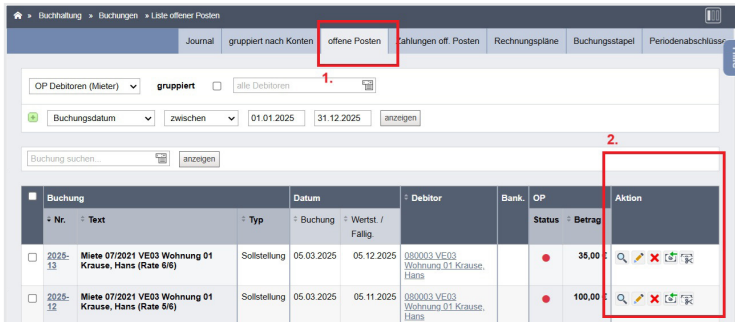 » Buchhaltung » Buchungen » Liste offener Posten
Journal gruppiert nach Konten offene Posten Zahlungen off. Posten Rechnungspläne Buchungsstapel Periodenabschlüsse
1.
OP Debitoren (Mieter) gruppiert alle Debitoren
Buchungsdatum zwischen 01.01.2025 31.12.2025 anzeigen
2.
Buchung suchen... anzeigen
Buchung Datum Debitor Bank. OP Aktion
Nr. Text Typ Buchung Wertst. / Status Betrag
Fällig.
2025- Miete 07/2021 VE03 Wohnung 01 Sollstellung 05.03.2025 05.12.2025 080003 VE03 35,00 €
13 Krause, Hans (Rate 6/6) Wohnung 01 Krause,
Hans
2025- Miete 07/2021 VE03 Wohnung 01 Sollstellung 05.03.2025 05.11.2025 080003 VE03 100,00 €
12 Krause, Hans (Rate 5/6) Wohnung 01 Krause,
Hans